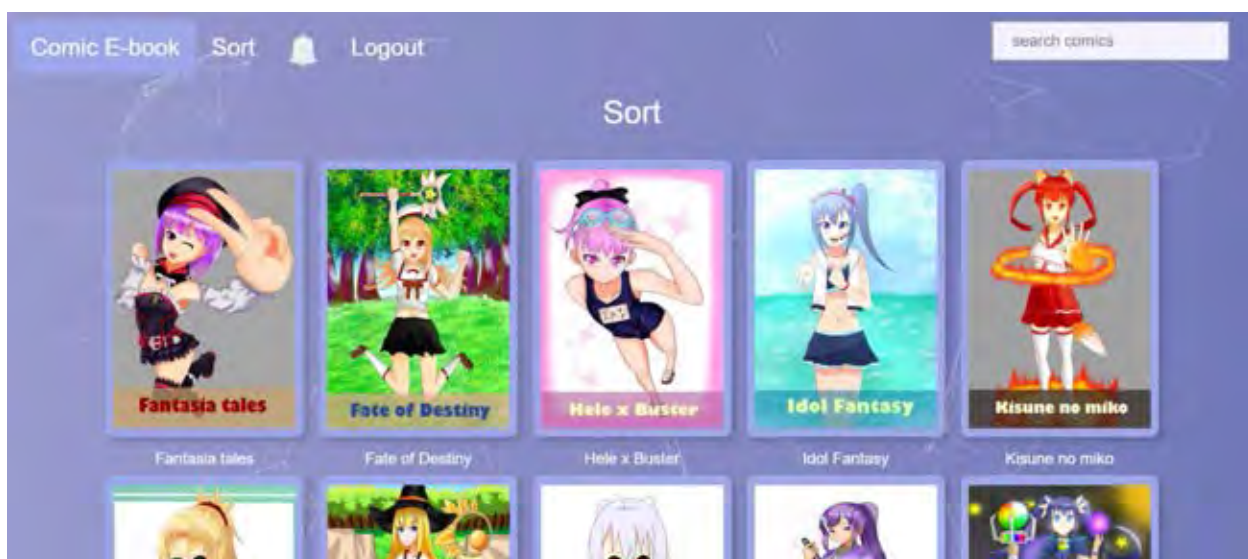 Comic E-book Sort Logout search comics
Sort
Fantasia tales Fate of Destiny Hele x Buster Idol Fantasy Kisune no miko
Fantasia tales Fate of Destiny Hele x Buster Idol Fantasy Kisune no miko